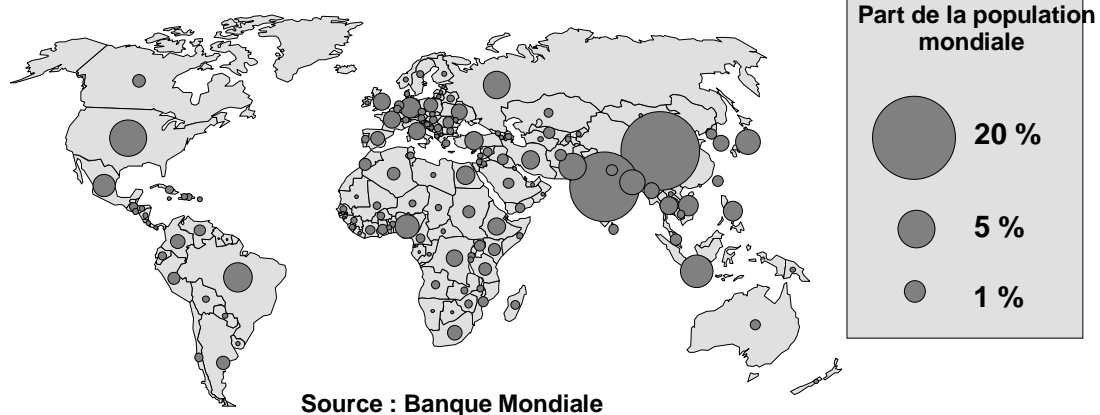 Part de la population
mondiale
20 %
5 %
1 %
Source : Banque Mondiale